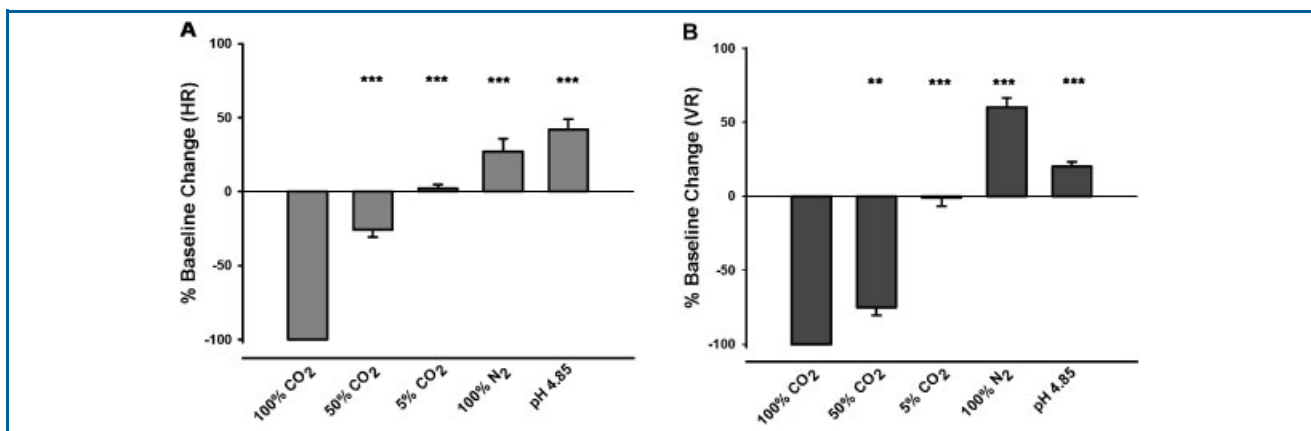 A
% Baseline Change (HR)
100
50
0
-50
-100
*** *** *** ***
100% CO2
50% CO2
5% CO2
100% N2
pH 4.85
B
% Baseline Change (VR)
100
50
0
-50
-100
** *** *** ***
100% CO2
50% CO2
5% CO2
100% N2
pH 4.85